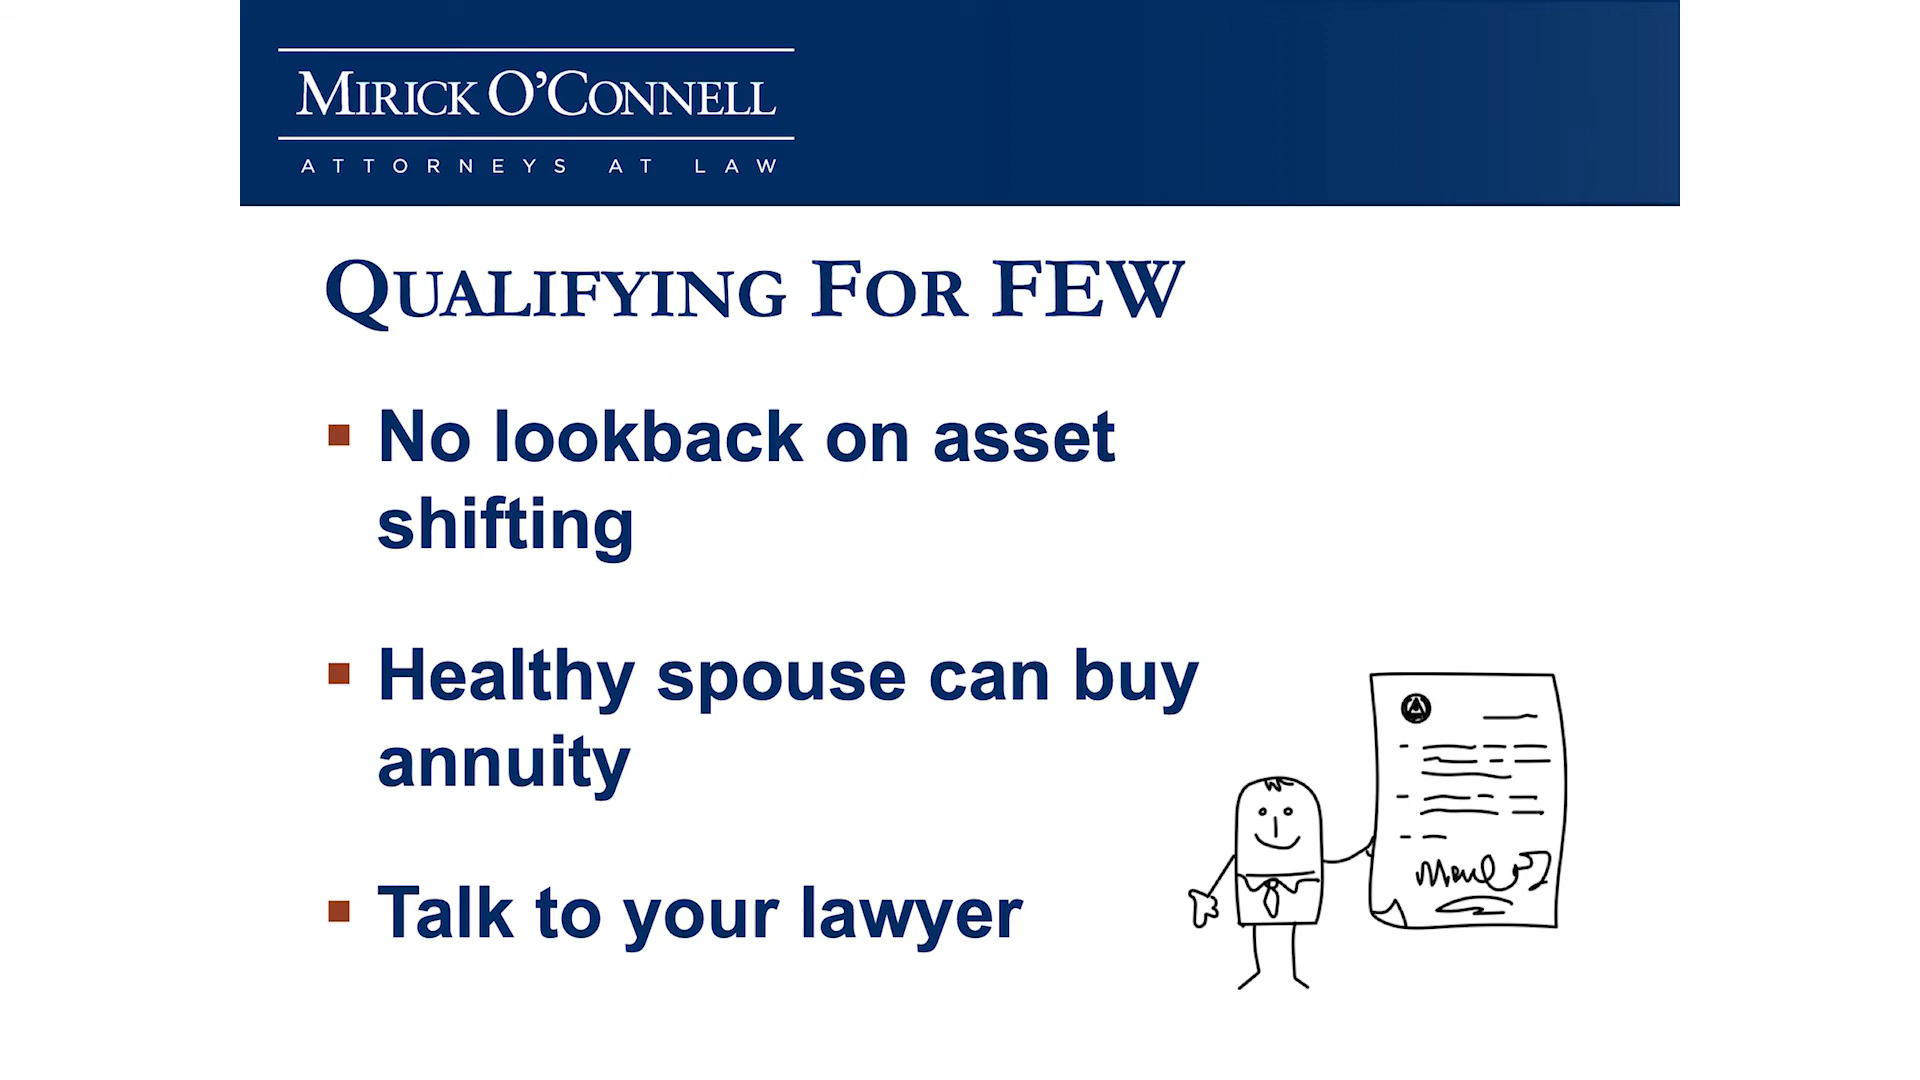 MIRICK O'CONNELL
ATTORNEYS AT LAW
QUALIFYING FOR FEW
▪ No lookback on asset
shifting
▪ Healthy spouse can buy
annuity
▪ Talk to your lawyer